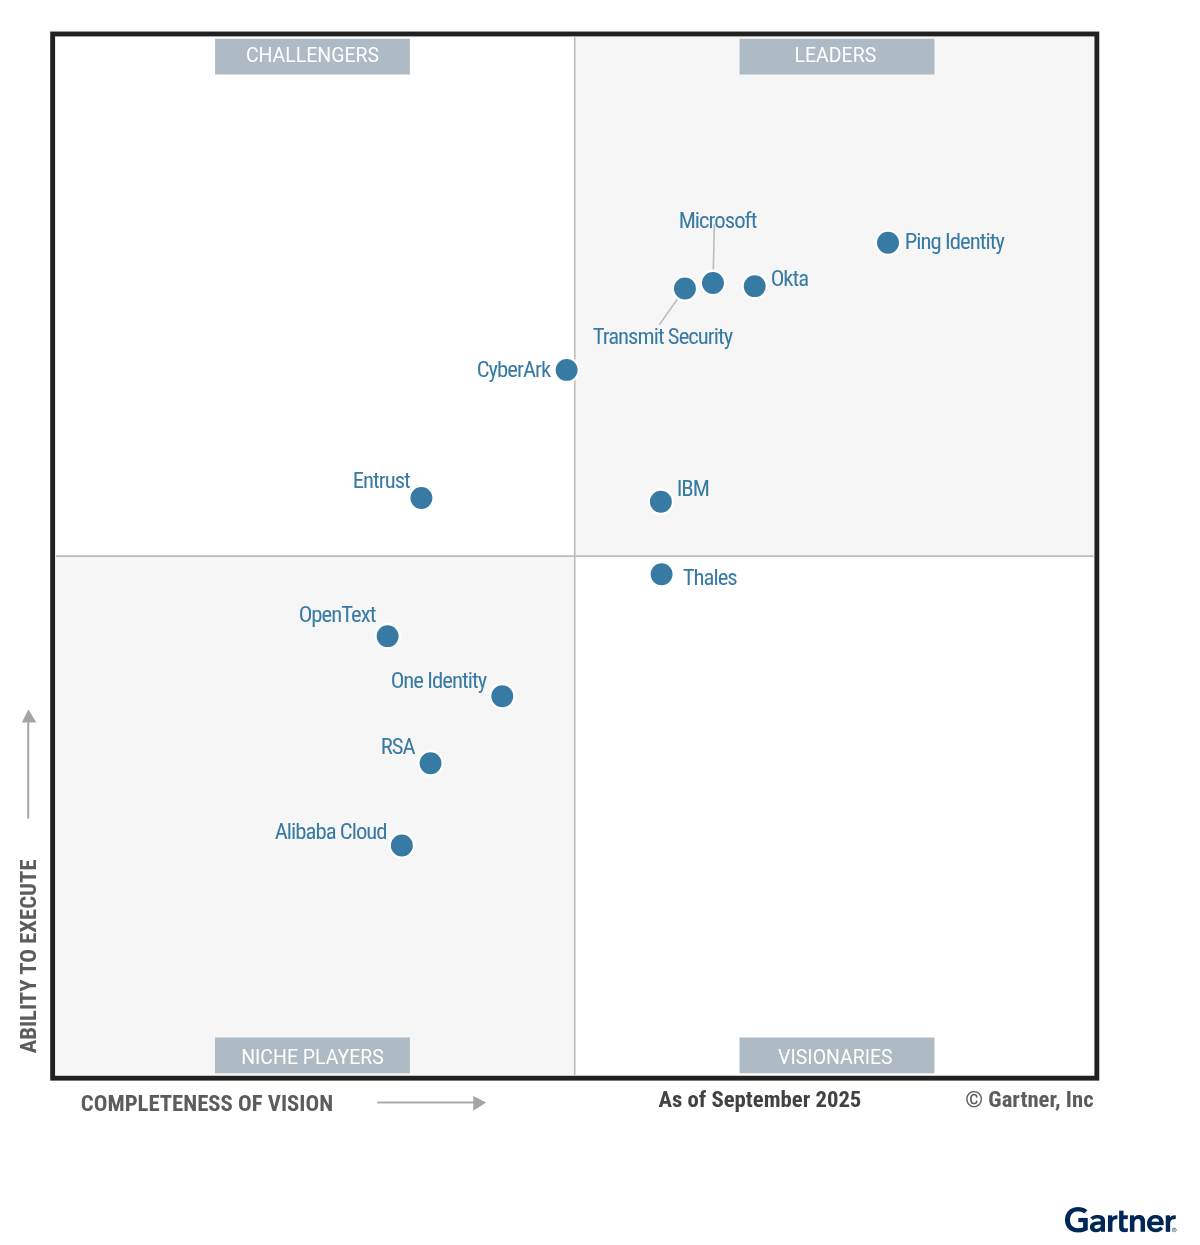 CHALLENGERS
LEADERS
Microsoft
Ping Identity
Okta
Transmit Security
CyberArk
Entrust
IBM
Thales
OpenText
One Identity
RSA
Alibaba Cloud
ABILITY TO EXECUTE
NICHE PLAYERS
VISIONARIES
COMPLETENESS OF VISION
As of September 2025
© Gartner, Inc
Gartner®